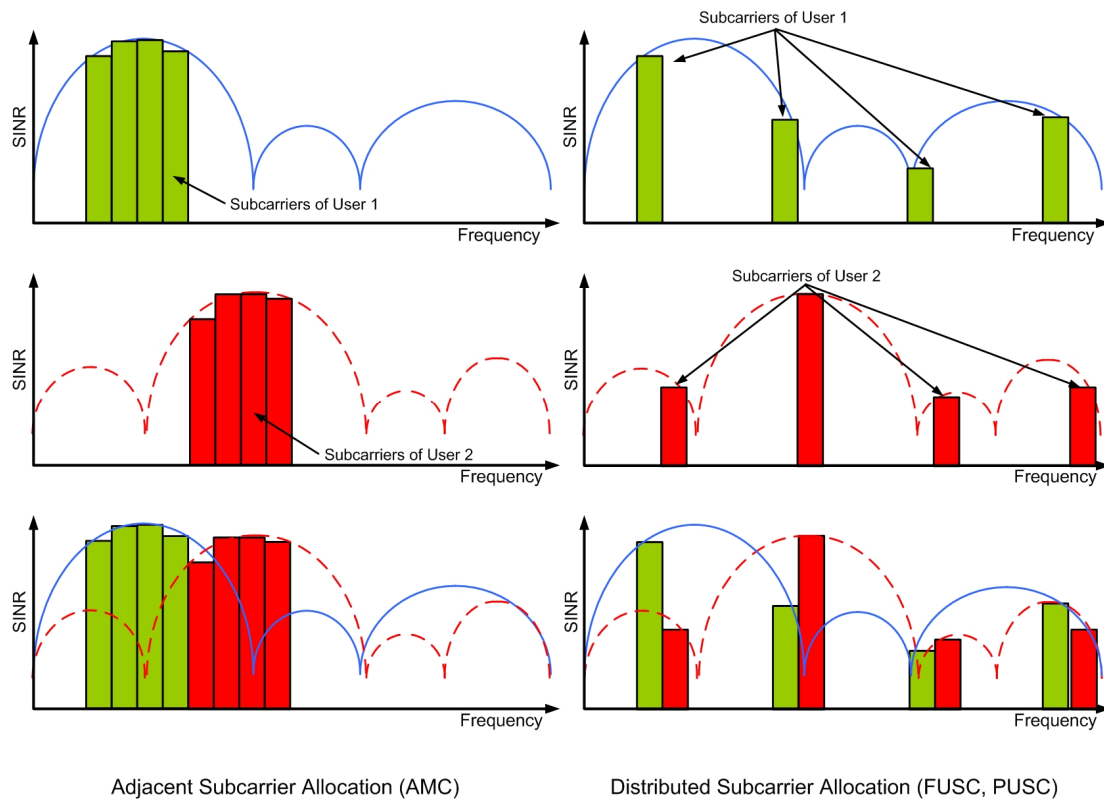 Subcarriers of User 1
SINR
SINR
Subcarriers of User 1
Frequency
Frequency
Subcarriers of User 2
SINR
SINR
Subcarriers of User 2
Frequency
Frequency
SINR
SINR
Frequency
Frequency
Adjacent Subcarrier Allocation (AMC)
Distributed Subcarrier Allocation (FUSC, PUSC)